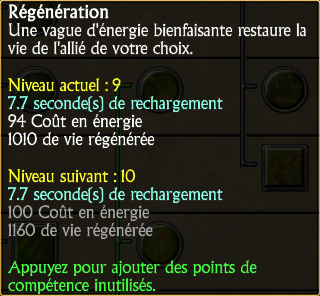 Régénération
Une vague d'énergie bienfaisante restaure la
vie de l'allié de votre choix.
Niveau actuel : 9
7.7 seconde(s) de rechargement
94 Coût en énergie
1010 de vie régénérée
Niveau suivant : 10
7.7 seconde(s) de rechargement
100 Coût en énergie
1160 de vie régénérée
Appuyez pour ajouter des points de
compétence inutilisés.